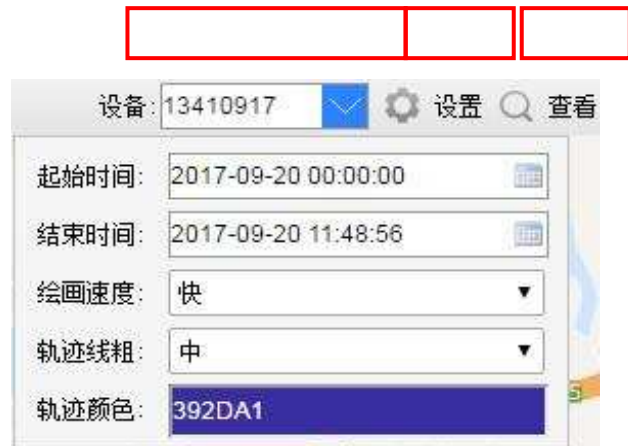 设备: 13410917 设置 查看
起始时间: 2017-09-20 00:00:00
结束时间: 2017-09-20 11:48:56
绘画速度: 快
轨迹线粗: 中
轨迹颜色: 392DA1